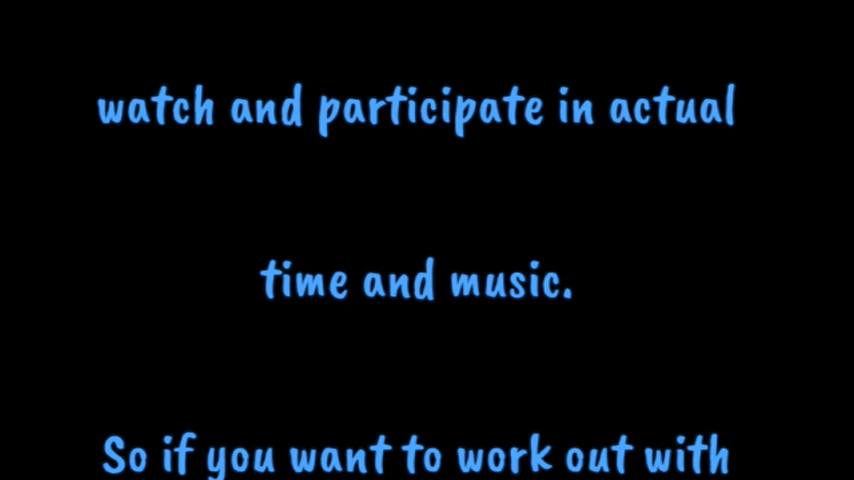 watch and participate in actual
time and music.
So if you want to work out with